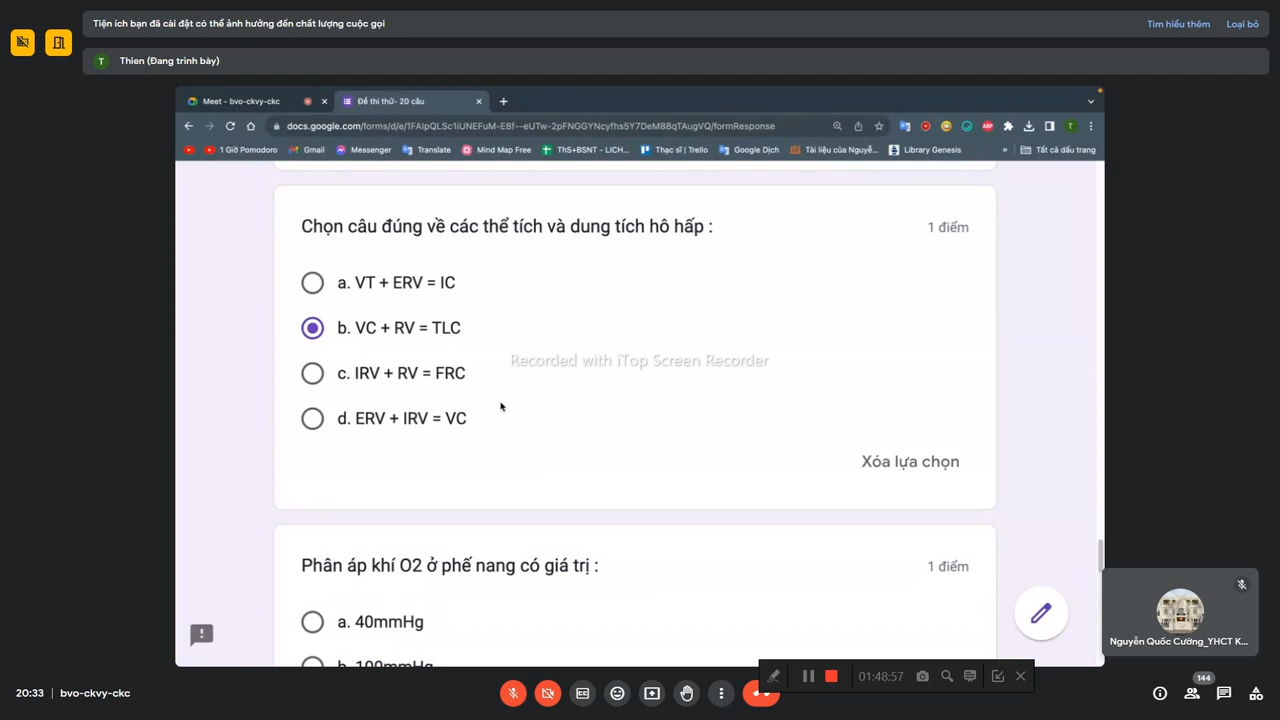 Tiện ích bạn đã cài đặt có thể ảnh hưởng đến chất lượng cuộc gọi
Tìm hiểu thêm
Loại bỏ
T
Thien (Đang trình bày)
Meet - bvo-ckvy-ckc
Đề thi thử- 20 câu
docs.google.com/forms/d/e/1FAIpQLSc1iUNEFuM-E8f--eUTw-2pFNGGYNcyfhs5Y7DeM88qTAugVQ/formResponse
T
1 Giờ Pomodoro
Gmail
Messenger
Translate
Mind Map Free
ThS+BSNT - LICH...
Thạc sĩ | Trello
Google Dịch
Tài liệu của Nguyễ...
Library Genesis
»
Tất cả dấu trang
Chọn câu đúng về các thể tích và dung tích hô hấp :
1 điểm
a. VT + ERV = IC
b. VC + RV = TLC
Recorded with iTop Screen Recorder
c. IRV + RV = FRC
d. ERV + IRV = VC
Xóa lựa chọn
Phân áp khí O2 ở phế nang có giá trị :
1 điểm
a. 40mmHg
b. 100mmHg
Nguyễn Quốc Cường_YHCT K...
01:48:57
144
20:33
bvo-ckvy-ckc